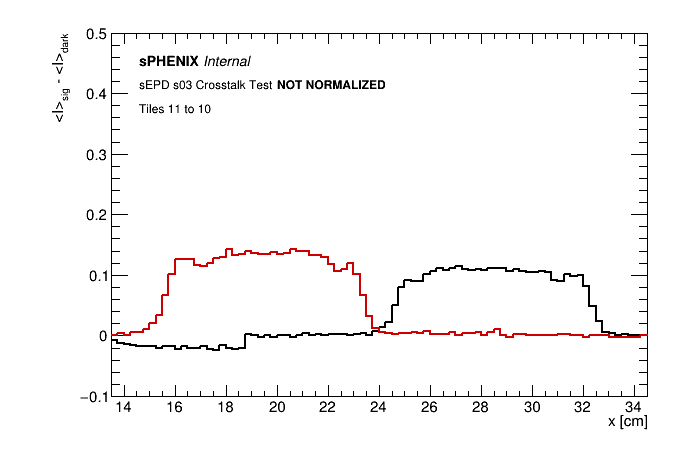 <I>sig - <I>dark
0.5
0.4
0.3
0.2
0.1
0
−0.1
sPHENIX Internal
sEPD s03 Crosstalk Test NOT NORMALIZED
Tiles 11 to 10
14 16 18 20 22 24 26 28 30 32 34
x [cm]